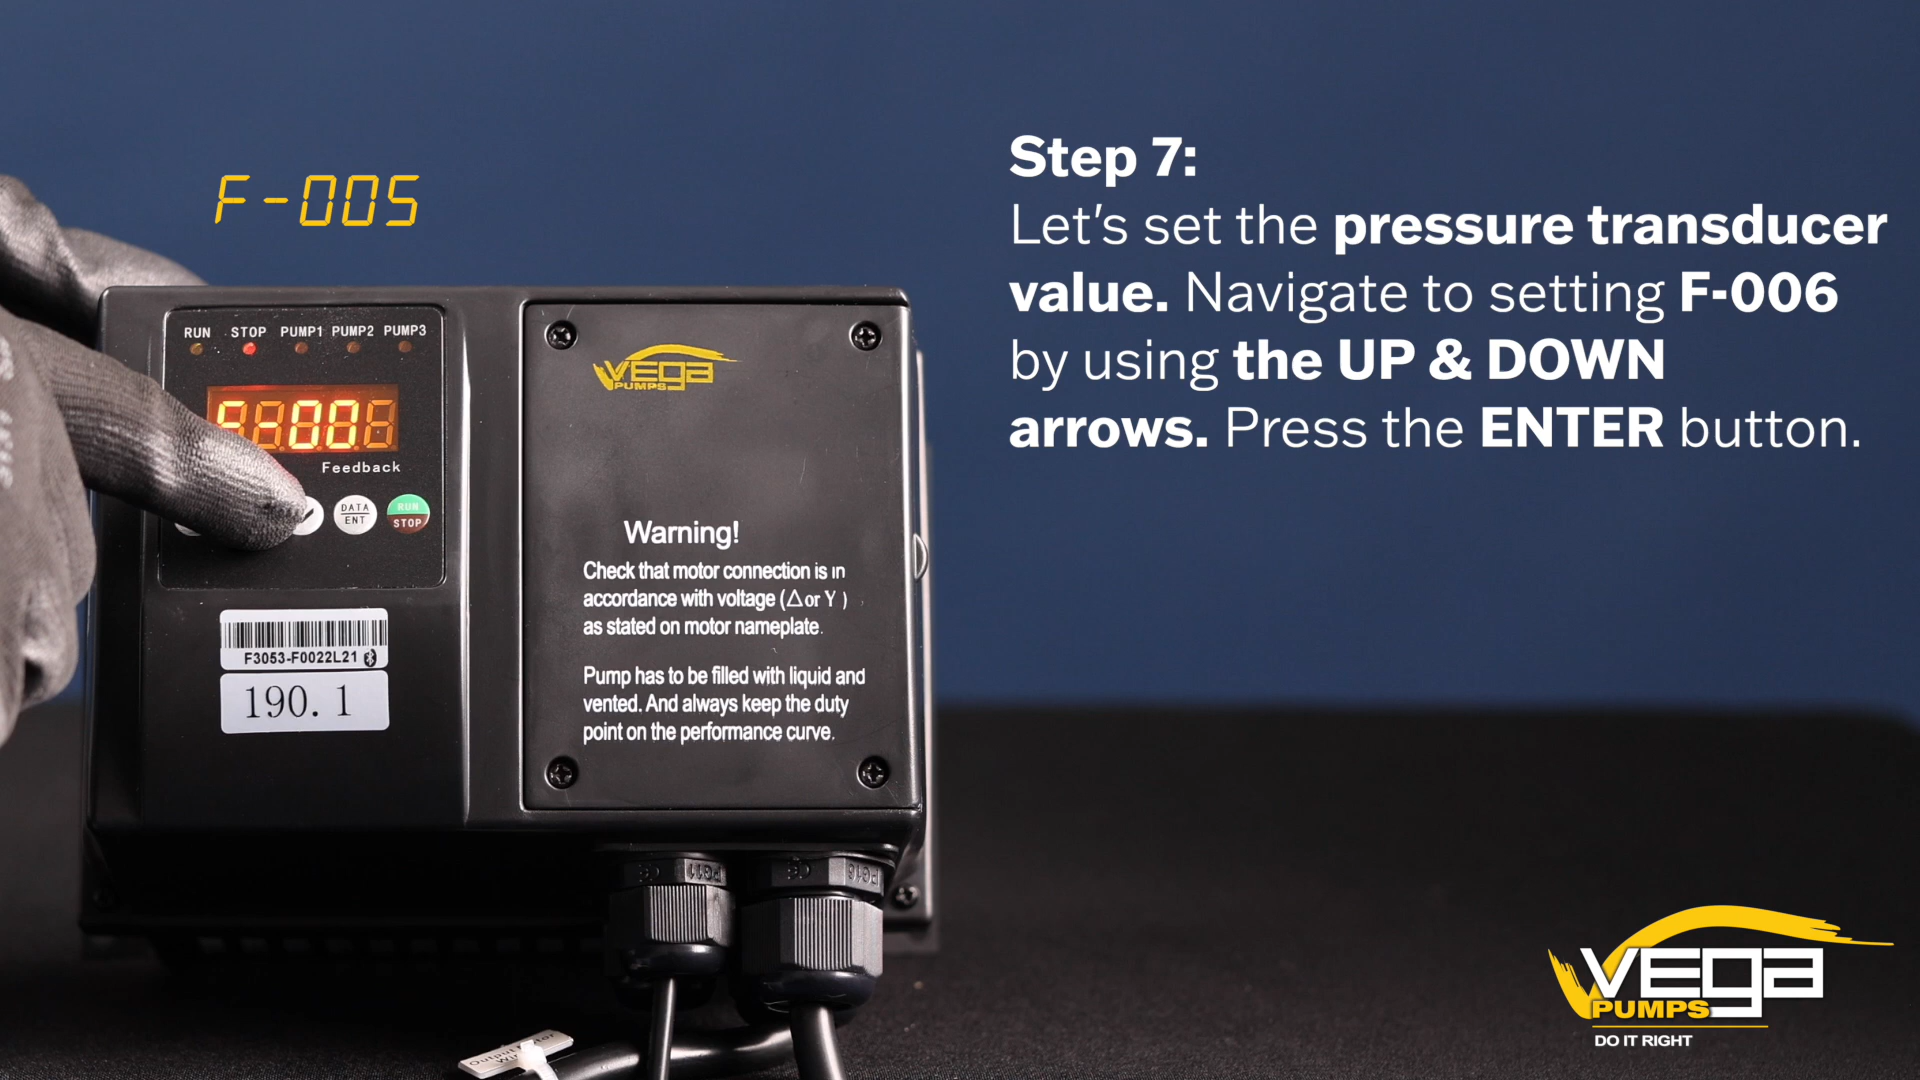 F-005
Step 7:
Let's set the pressure transducer
value. Navigate to setting F-006
by using the UP & DOWN
arrows. Press the ENTER button.
RUN STOP PUMP1 PUMP2 PUMP3
Feedback
DATA
ENT
RUN
STOP
F3053-F0022L21
190.1
vega
PUMPS
Warning!
Check that motor connection is in
accordance with voltage (△ or Y )
as stated on motor nameplate.
Pump has to be filled with liquid and
vented. And always keep the duty
point on the performance curve.
PG11
Output Motor
vega
PUMPS
DO IT RIGHT